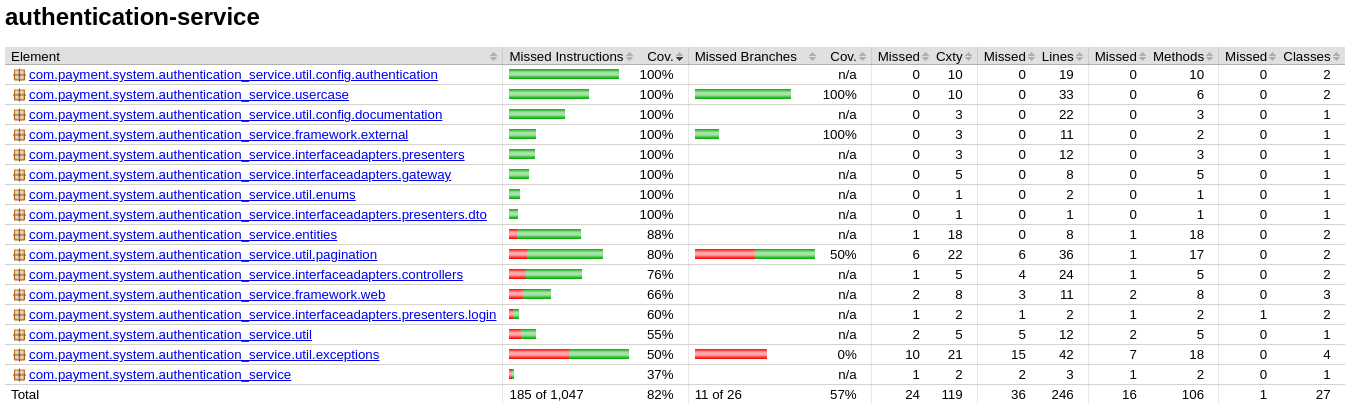 authentication-service
Element Missed Instructions Cov. Missed Branches Cov. Missed Cxty Missed Lines Missed Methods Missed Classes
com.payment.system.authentication_service.util.config.authentication 100% n/a 0 10 0 19 0 10 0 2
com.payment.system.authentication_service.usercase 100% 100% 0 10 0 33 0 6 0 2
com.payment.system.authentication_service.util.config.documentation 100% n/a 0 3 0 22 0 3 0 1
com.payment.system.authentication_service.framework.external 100% 100% 0 3 0 11 0 2 0 1
com.payment.system.authentication_service.interfaceadapters.presenters 100% n/a 0 3 0 12 0 3 0 1
com.payment.system.authentication_service.interfaceadapters.gateway 100% n/a 0 5 0 8 0 5 0 1
com.payment.system.authentication_service.util.enums 100% n/a 0 1 0 2 0 1 0 1
com.payment.system.authentication_service.interfaceadapters.presenters.dto 100% n/a 0 1 0 1 0 1 0 1
com.payment.system.authentication_service.entities 88% n/a 1 18 0 8 1 18 0 2
com.payment.system.authentication_service.util.pagination 80% 50% 6 22 6 36 1 17 0 2
com.payment.system.authentication_service.interfaceadapters.controllers 76% n/a 1 5 4 24 1 5 0 2
com.payment.system.authentication_service.framework.web 66% n/a 2 8 3 11 2 8 0 3
com.payment.system.authentication_service.interfaceadapters.presenters.login 60% n/a 1 2 1 2 1 2 1 2
com.payment.system.authentication_service.util 55% n/a 2 5 5 12 2 5 0 1
com.payment.system.authentication_service.util.exceptions 50% 0% 10 21 15 42 7 18 0 4
com.payment.system.authentication_service 37% n/a 1 2 2 3 1 2 0 1
Total 185 of 1,047 82% 11 of 26 57% 24 119 36 246 16 106 1 27